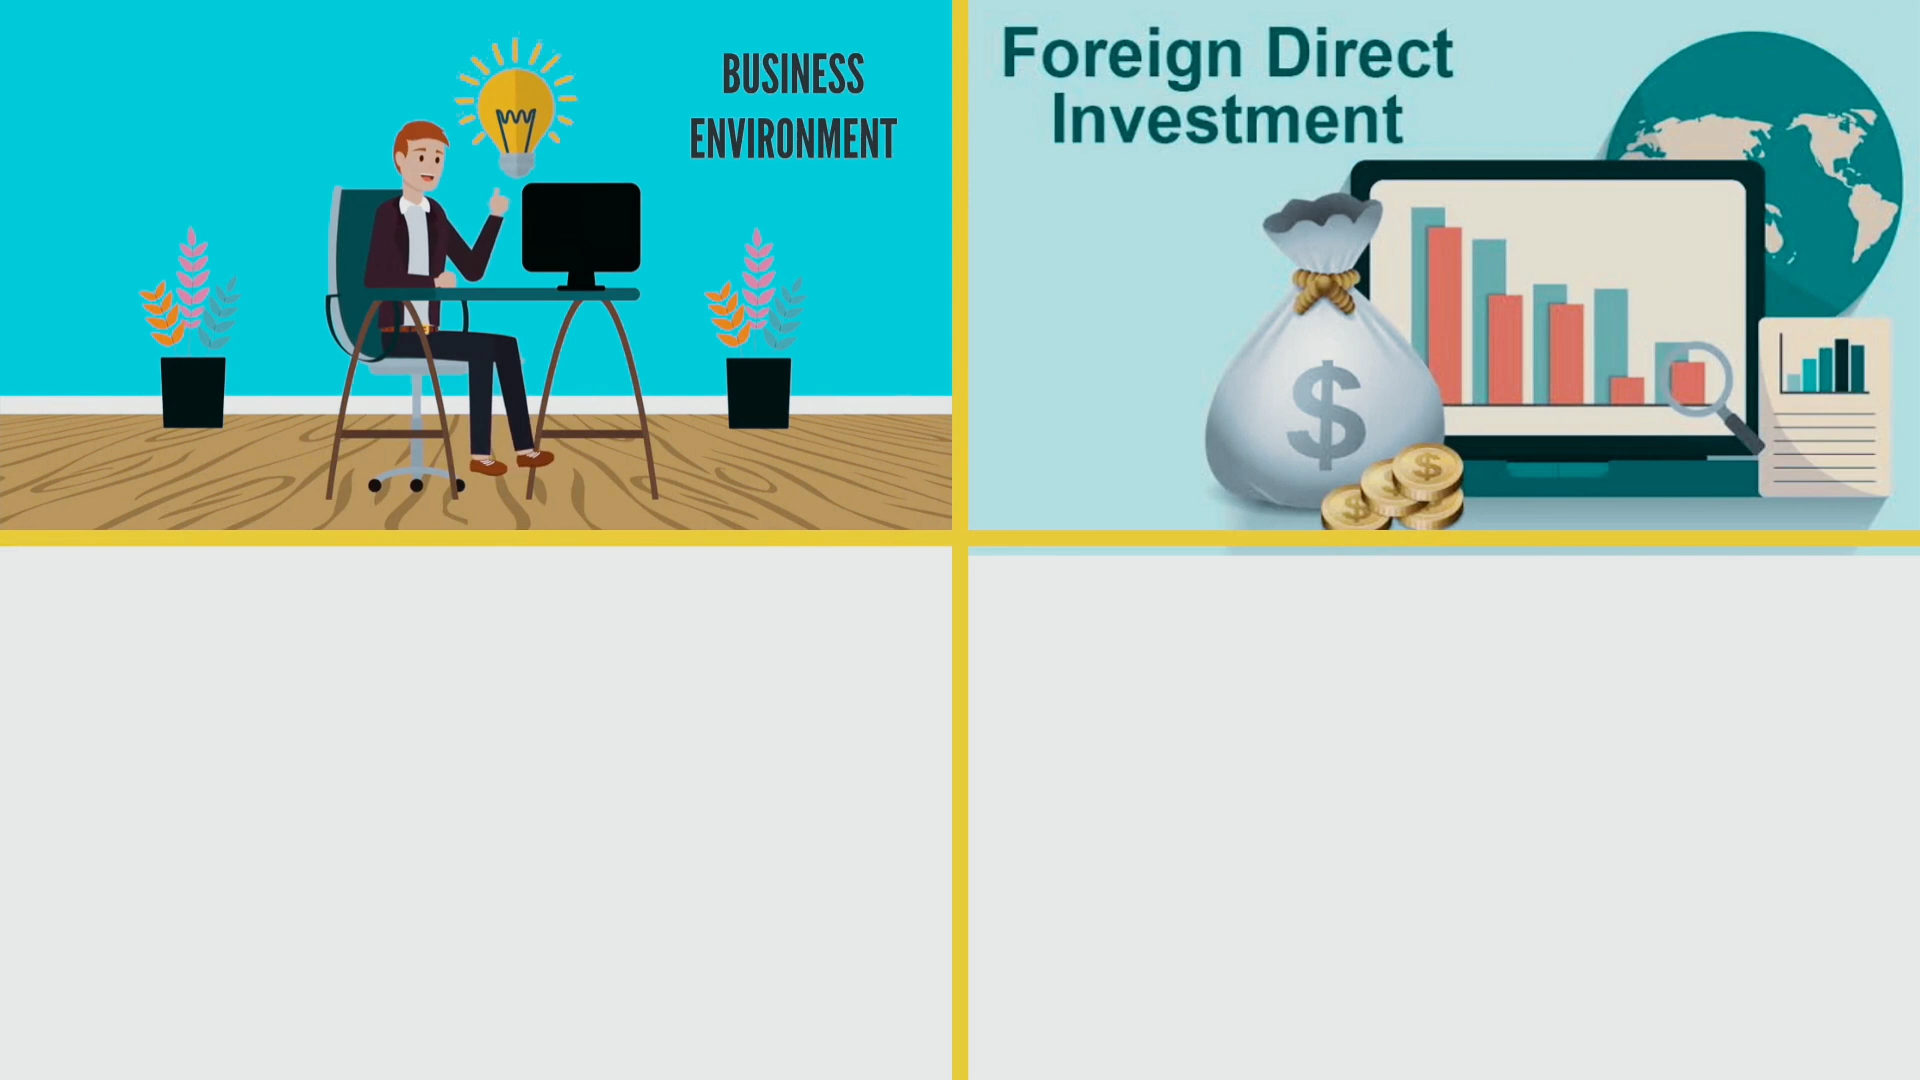 BUSINESS
ENVIRONMENT
Foreign Direct
Investment
$
$
$
$